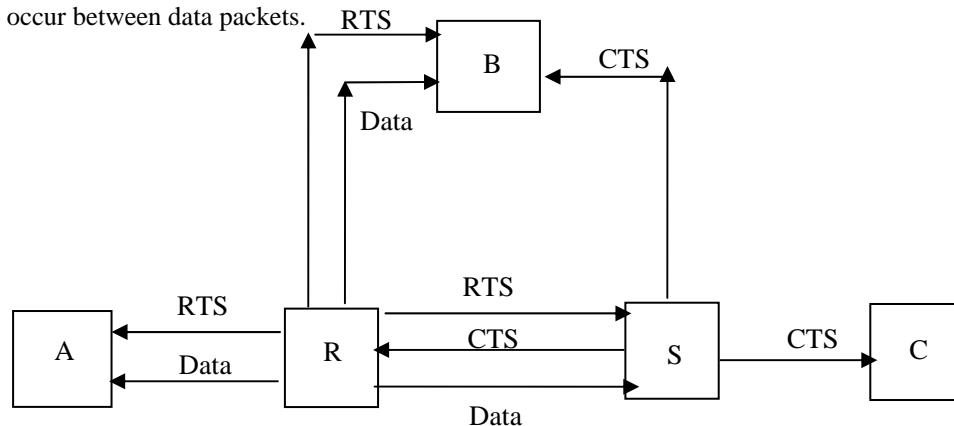 occur between data packets.
RTS
B
CTS
Data
RTS
RTS
A
R
CTS
S
CTS
C
Data
Data